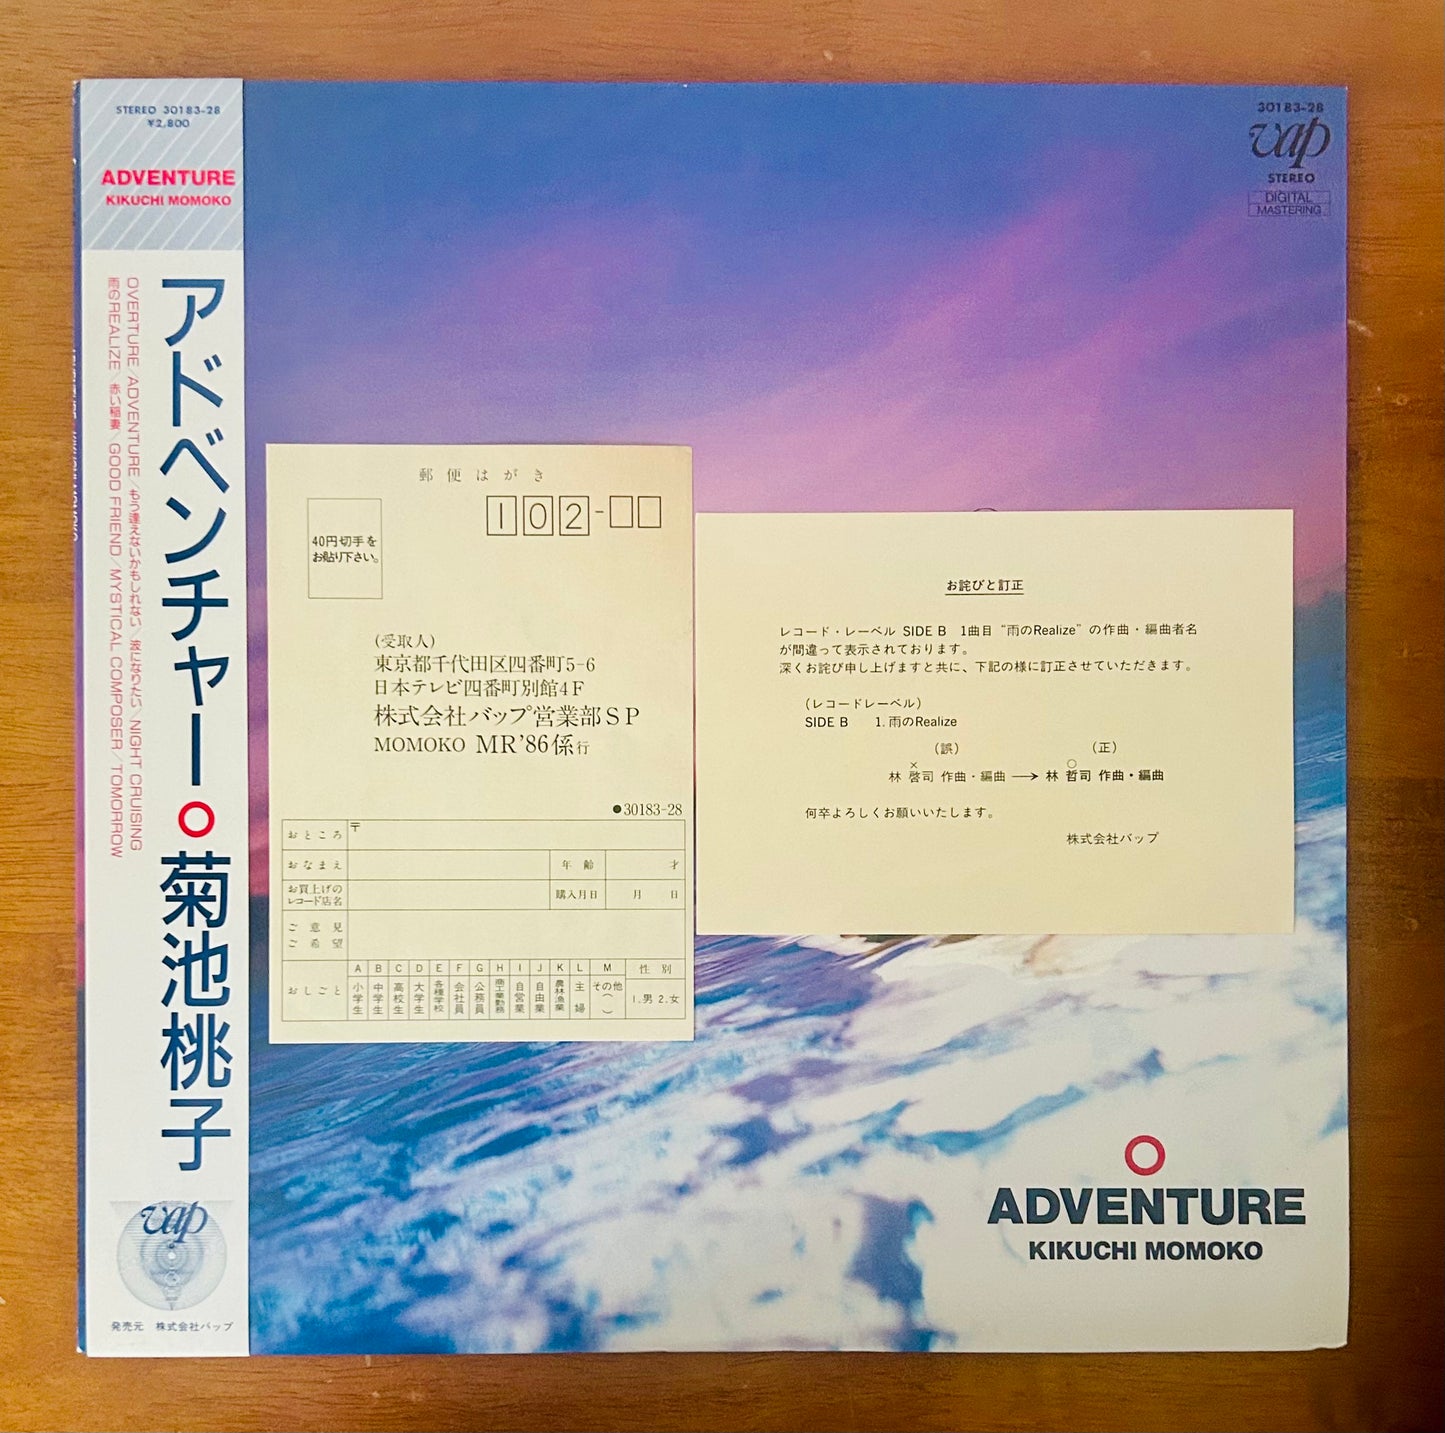 STEREO 30183-28
¥2,800
ADVENTURE
KIKUCHI MOMOKO
アドベンチャー○菊池桃子
OVERTURE/ADVENTURE/もう逢えないかもしれない/波になりたい/NIGHT CRUISING
雨のREALIZE/赤い稲妻/GOOD FRIEND/MYSTICAL COMPOSER/TOMORROW
vap
発売元 株式会社バップ
30183-28
vap
STEREO
DIGITAL
MASTERING
郵便はがき
102-
40円切手を
お貼り下さい。
(受取人)
東京都千代田区四番町5-6
日本テレビ四番町別館4F
株式会社バップ営業部SP
MOMOKO MR'86係行
●30183-28
おところ 〒
おなまえ 年齢 才
お買上げの
レコード店名 購入月日 月 日
ご意見
ご希望
おしごと A 小学生 B 中学生 C 高校生 D 大学生 E 各種学校 F 会社員 G 公務員 H 商工業勤務 I 自営業 J 自由業 K 農林漁業 L 主婦 M その他( ) 性別 1.男 2.女
お詫びと訂正
レコード・レーベル SIDE B 1曲目 “雨のRealize” の作曲・編曲者名
が間違って表示されております。
深くお詫び申し上げますと共に、下記の様に訂正させていただきます。
(レコードレーベル)
SIDE B 1. 雨のRealize
(誤) (正)
× ○
林 啓司 作曲・編曲 → 林 哲司 作曲・編曲
何卒よろしくお願いいたします。
株式会社バップ
ADVENTURE
KIKUCHI MOMOKO